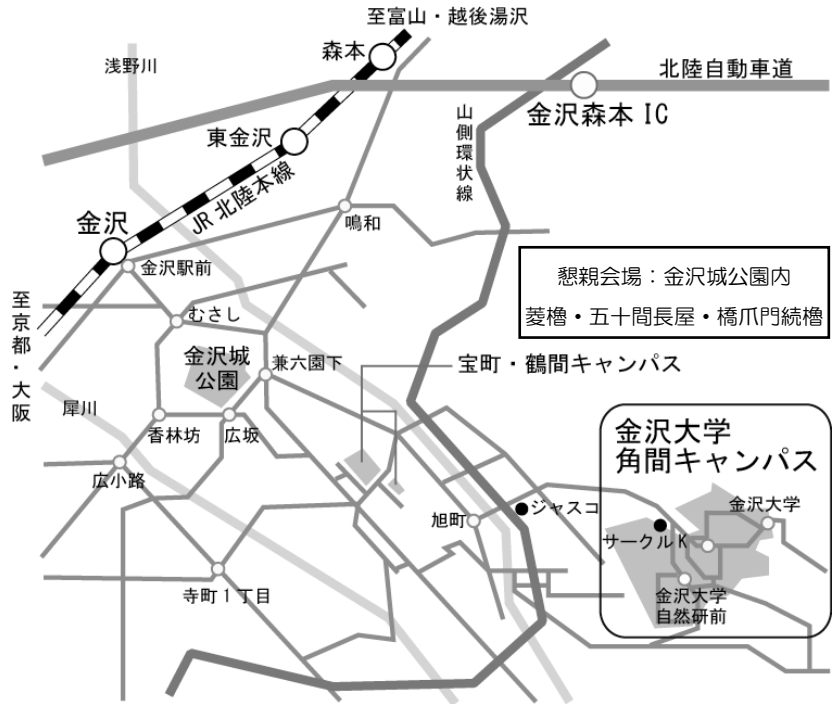 至富山・越後湯沢
森本
浅野川
北陸自動車道
金沢森本 IC
山側環状線
東金沢
JR 北陸本線
鳴和
金沢
金沢駅前
懇親会場：金沢城公園内
菱櫓・五十間長屋・橋爪門続櫓
至京都・大阪
むさし
金沢城
公園
兼六園下
宝町・鶴間キャンパス
犀川
香林坊
広坂
金沢大学
角間キャンパス
広小路
旭町
ジャスコ
金沢大学
サークルK
金沢大学
自然研前
寺町1丁目